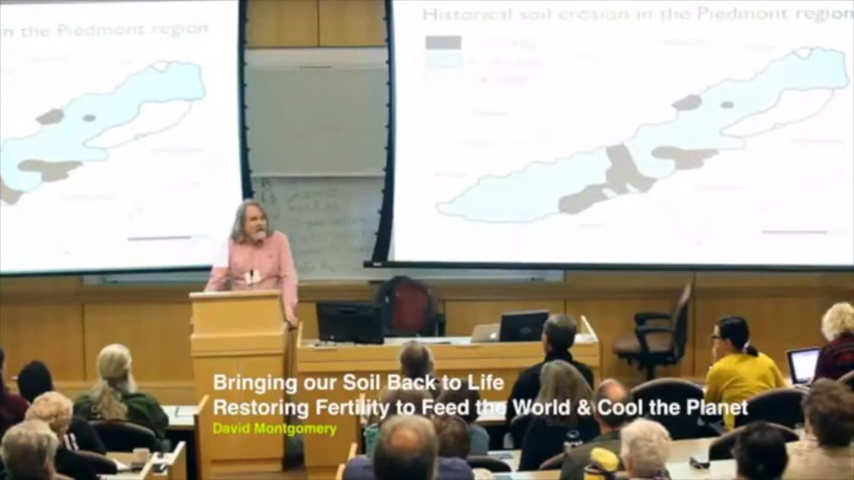 in the Piedmont region
Historical soil erosion in the Piedmont region
Bringing our Soil Back to Life
Restoring Fertility to Feed the World & Cool the Planet
David Montgomery